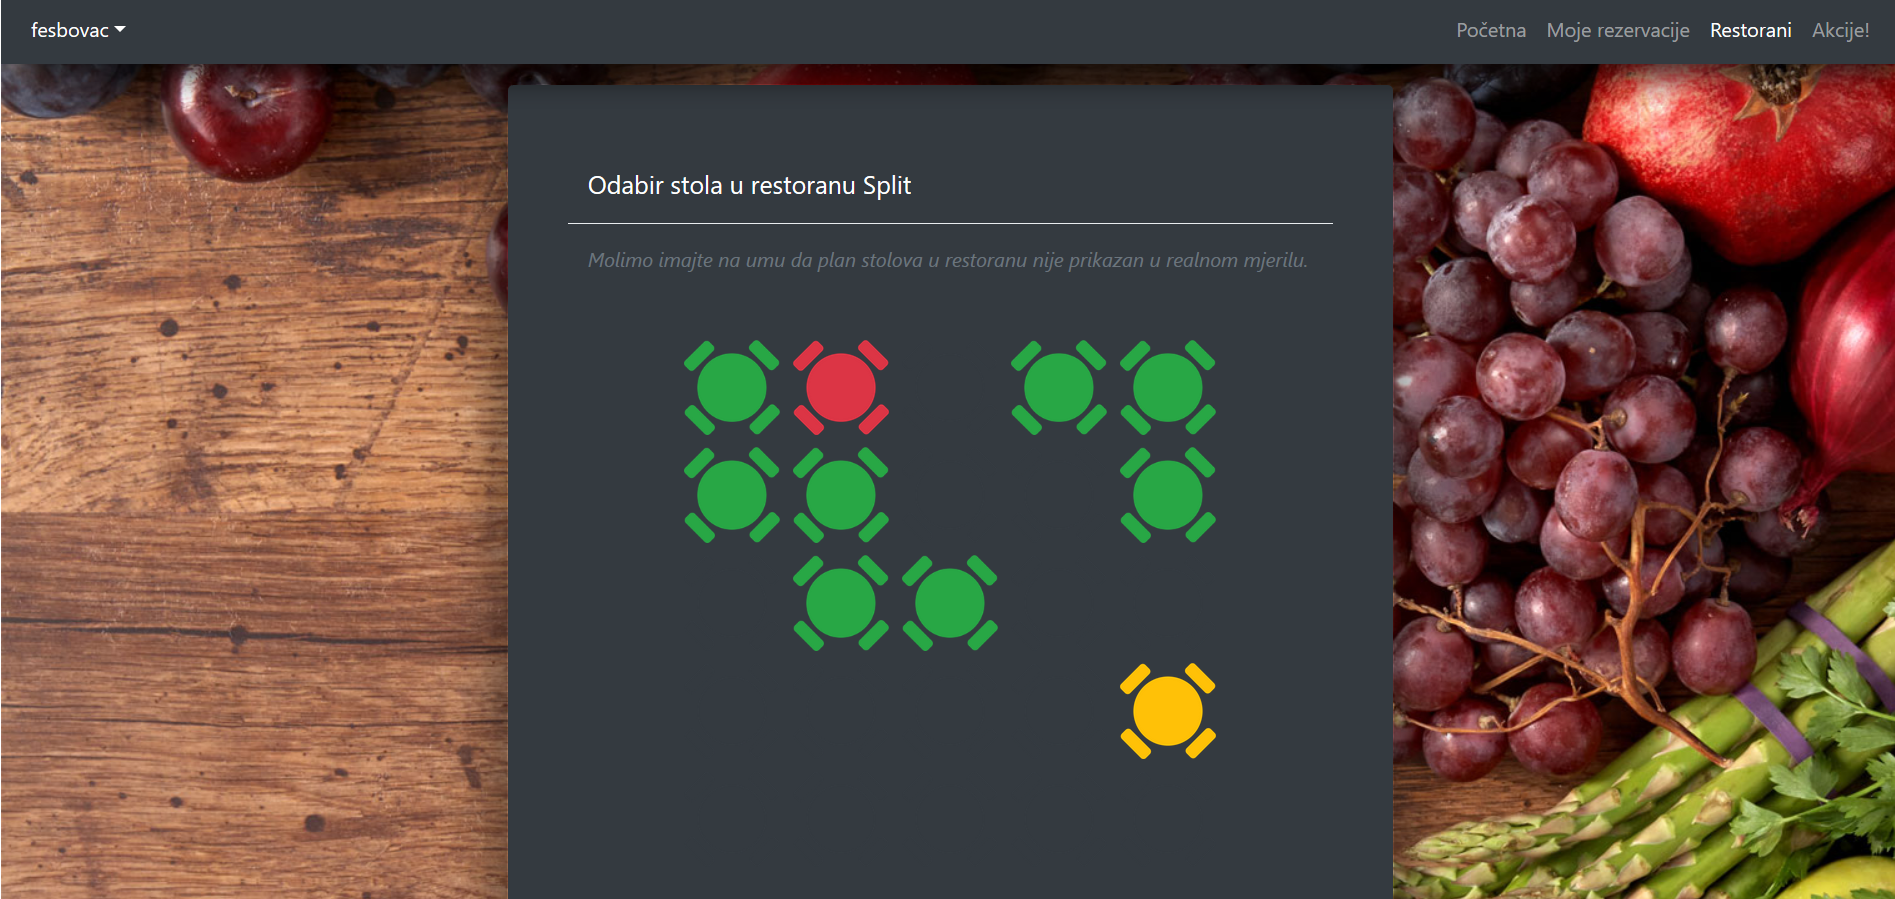 fesbovac
Početna Moje rezervacije Restorani Akcije!
Odabir stola u restoranu Split
Molimo imajte na umu da plan stolova u restoranu nije prikazan u realnom mjerilu.